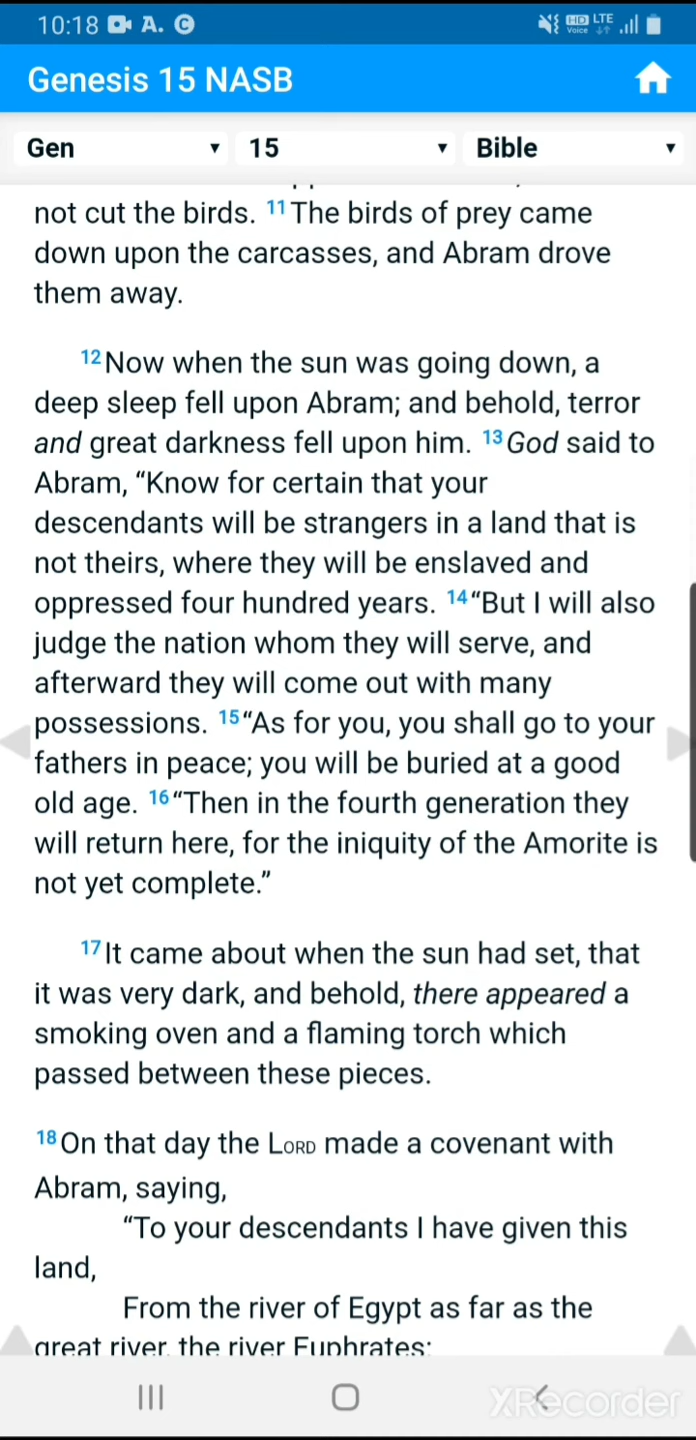 10:18 A. C
HD Voice LTE
Genesis 15 NASB
Gen 15 Bible
not cut the birds. 11 The birds of prey came
down upon the carcasses, and Abram drove
them away.
12 Now when the sun was going down, a
deep sleep fell upon Abram; and behold, terror
and great darkness fell upon him. 13 God said to
Abram, “Know for certain that your
descendants will be strangers in a land that is
not theirs, where they will be enslaved and
oppressed four hundred years. 14 “But I will also
judge the nation whom they will serve, and
afterward they will come out with many
possessions. 15 “As for you, you shall go to your
fathers in peace; you will be buried at a good
old age. 16 “Then in the fourth generation they
will return here, for the iniquity of the Amorite is
not yet complete.”
17 It came about when the sun had set, that
it was very dark, and behold, there appeared a
smoking oven and a flaming torch which
passed between these pieces.
18 On that day the LORD made a covenant with
Abram, saying,
“To your descendants I have given this
land,
From the river of Egypt as far as the
great river, the river Euphrates:
XRecorder